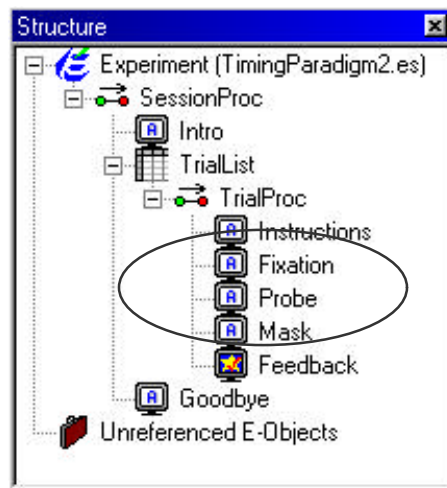 Structure
Experiment (TimingParadigm2.es)
SessionProc
A Intro
TrialList
TrialProc
A Instructions
A Fixation
A Probe
A Mask
Feedback
A Goodbye
Unreferenced E-Objects